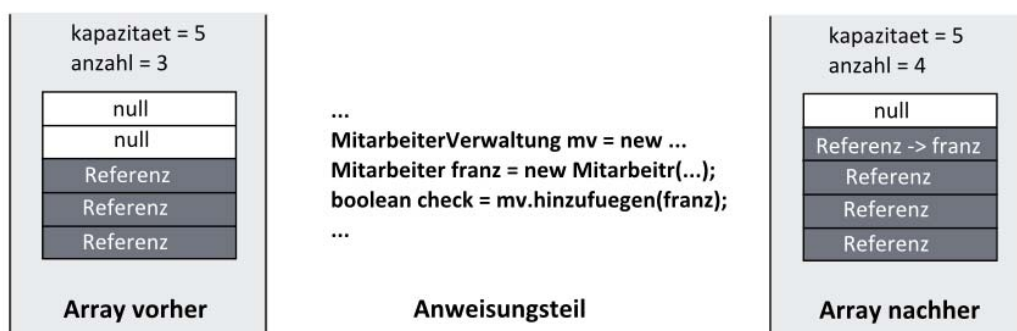 kapazitaet = 5
anzahl = 3
null
null
Referenz
Referenz
Referenz
Array vorher
...
MitarbeiterVerwaltung mv = new ...
Mitarbeiter franz = new Mitarbeitr(...);
boolean check = mv.hinzufuegen(franz);
...
Anweisungsteil
kapazitaet = 5
anzahl = 4
null
Referenz -> franz
Referenz
Referenz
Referenz
Array nachher